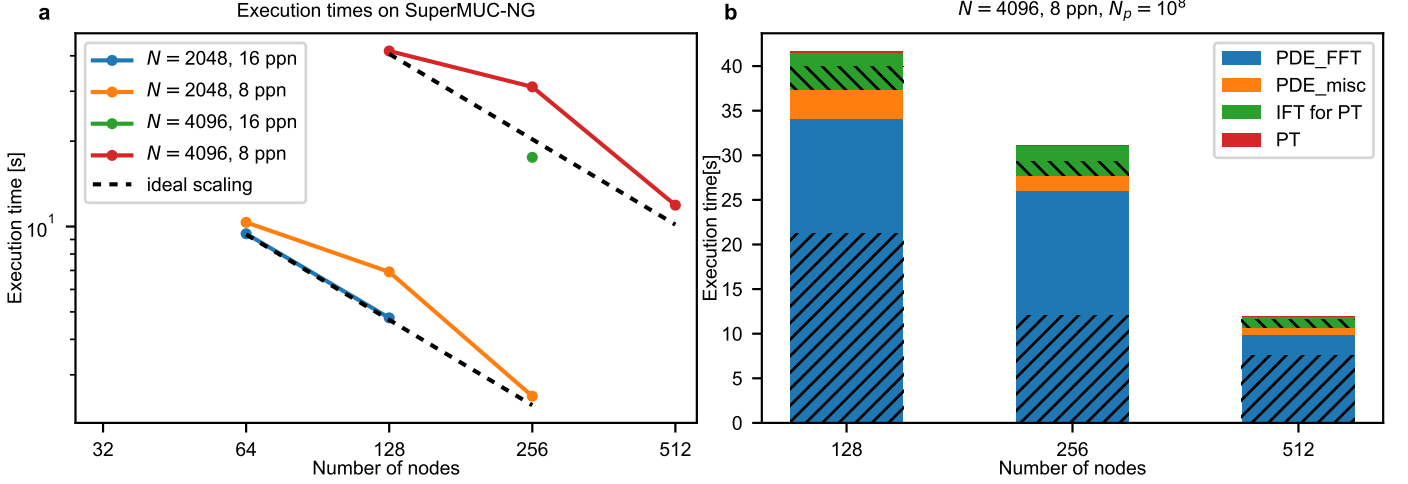 a
Execution times on SuperMUC-NG
N = 2048, 16 ppn
N = 2048, 8 ppn
N = 4096, 16 ppn
N = 4096, 8 ppn
ideal scaling
Execution time [s]
10¹
32 64 128 256 512
Number of nodes
b
N = 4096, 8 ppn, Nₚ = 10⁸
PDE_FFT
PDE_misc
IFT for PT
PT
Execution time[s]
40
35
30
25
20
15
10
5
0
128 256 512
Number of nodes